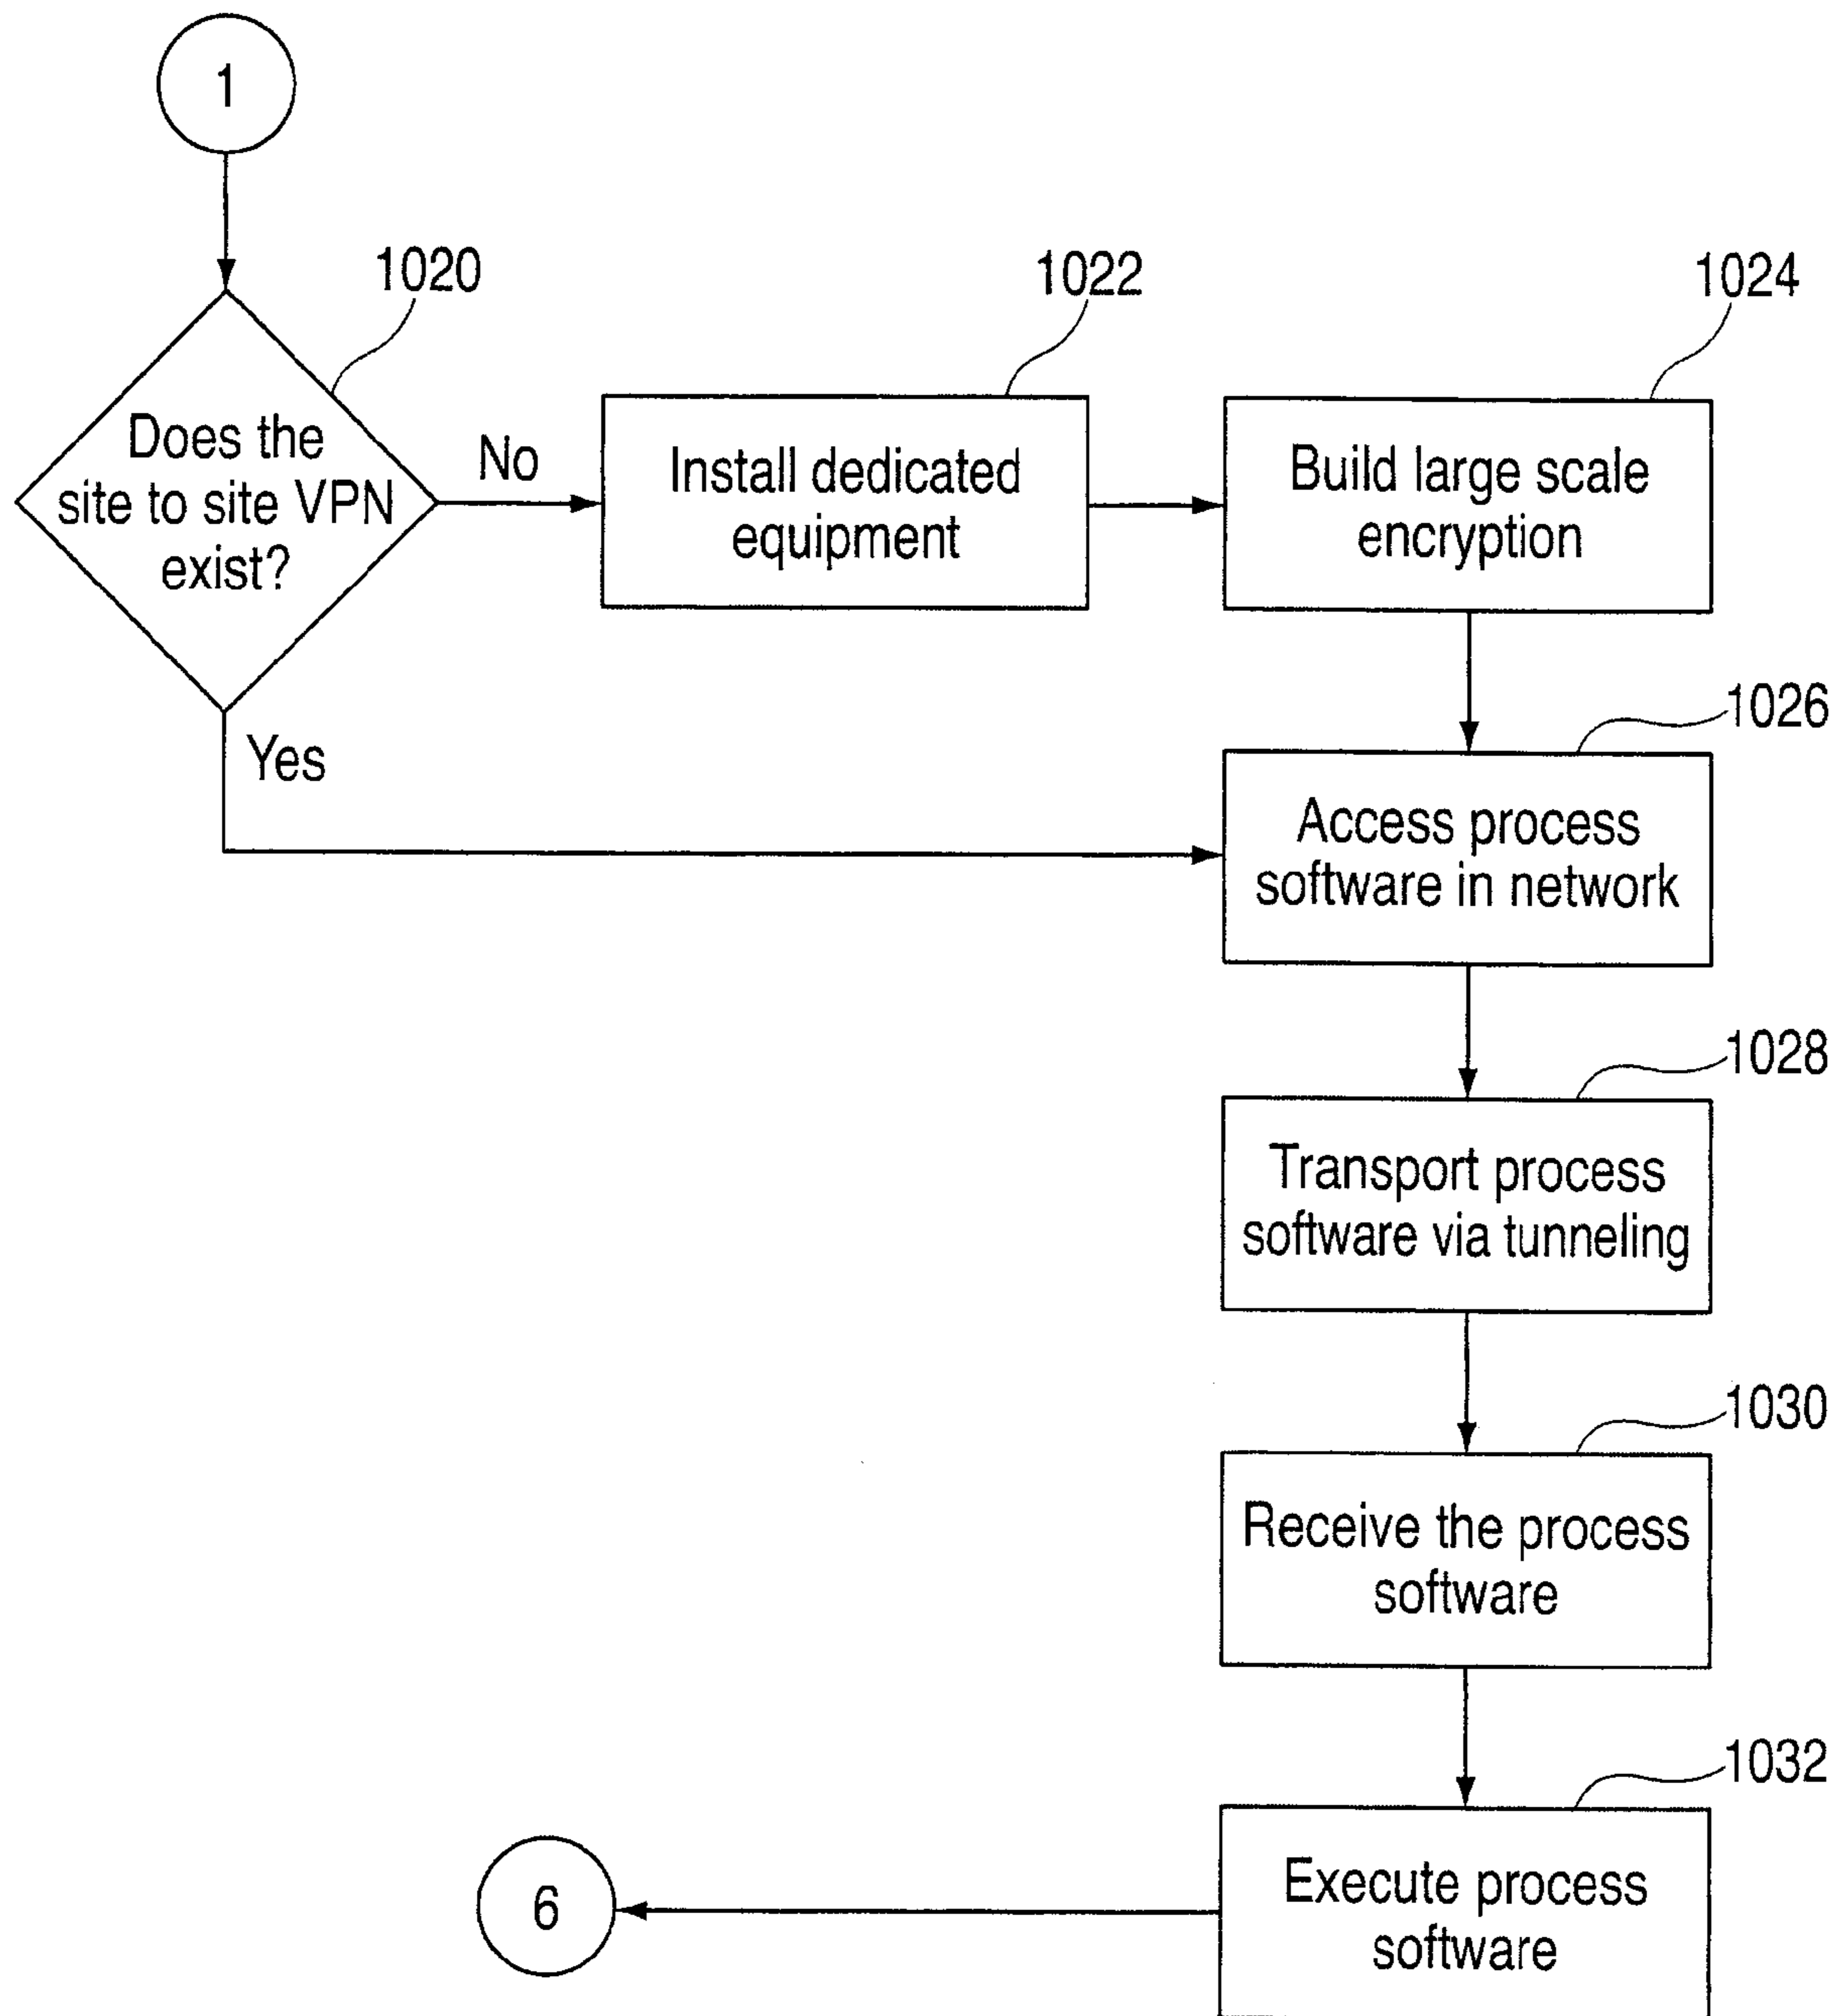 1
1020
1022
1024
Does the
site to site VPN
exist?
No
Install dedicated
equipment
Build large scale
encryption
1026
Yes
Access process
software in network
1028
Transport process
software via tunneling
1030
Receive the process
software
1032
Execute process
software
6